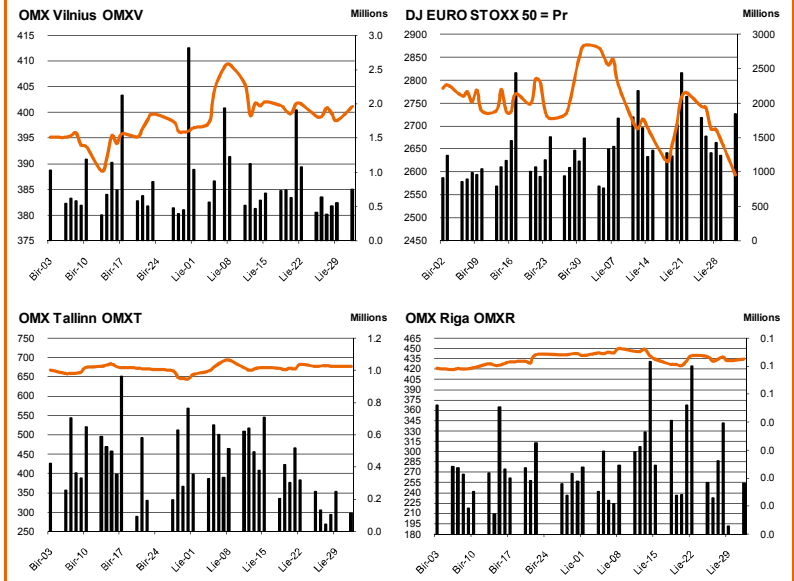 OMX Vilnius OMXV
Millions
415
410
405
400
395
390
385
380
375
3.0
2.5
2.0
1.5
1.0
0.5
0.0
Bir-03
Bir-10
Bir-17
Bir-24
Lie-01
Lie-08
Lie-15
Lie-22
Lie-29
DJ EURO STOXX 50 = Pr
Millions
2900
2850
2800
2750
2700
2650
2600
2550
2500
2450
3000
2500
2000
1500
1000
500
0
Bir-02
Bir-09
Bir-16
Bir-23
Bir-30
Lie-07
Lie-14
Lie-21
Lie-28
OMX Tallinn OMXT
Millions
750
700
650
600
550
500
450
400
350
300
250
1.2
1.0
0.8
0.6
0.4
0.2
0.0
Bir-03
Bir-10
Bir-17
Bir-24
Lie-01
Lie-08
Lie-15
Lie-22
Lie-29
OMX Riga OMXR
Millions
465
450
435
420
405
390
375
360
345
330
315
300
285
270
255
240
225
210
195
180
0.1
0.1
0.1
0.1
0.0
0.0
0.0
0.0
Bir-03
Bir-10
Bir-17
Bir-24
Lie-01
Lie-08
Lie-15
Lie-22
Lie-29